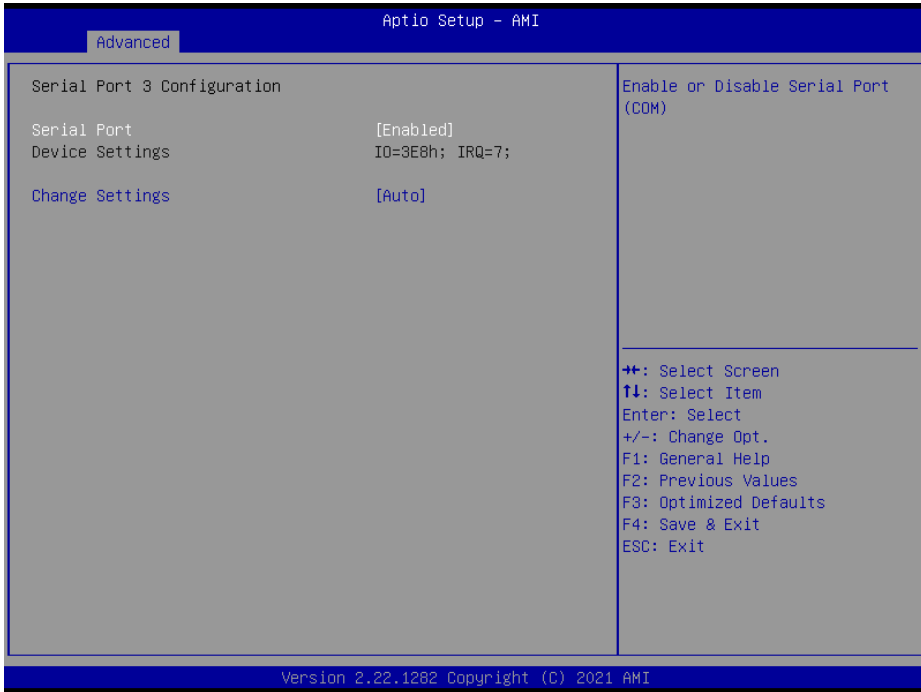 Aptio Setup - AMI
Advanced
Serial Port 3 Configuration
Serial Port [Enabled]
Device Settings IO=3E8h; IRQ=7;
Change Settings [Auto]
Enable or Disable Serial Port
(COM)
→←: Select Screen
↑↓: Select Item
Enter: Select
+/-: Change Opt.
F1: General Help
F2: Previous Values
F3: Optimized Defaults
F4: Save & Exit
ESC: Exit
Version 2.22.1282 Copyright (C) 2021 AMI